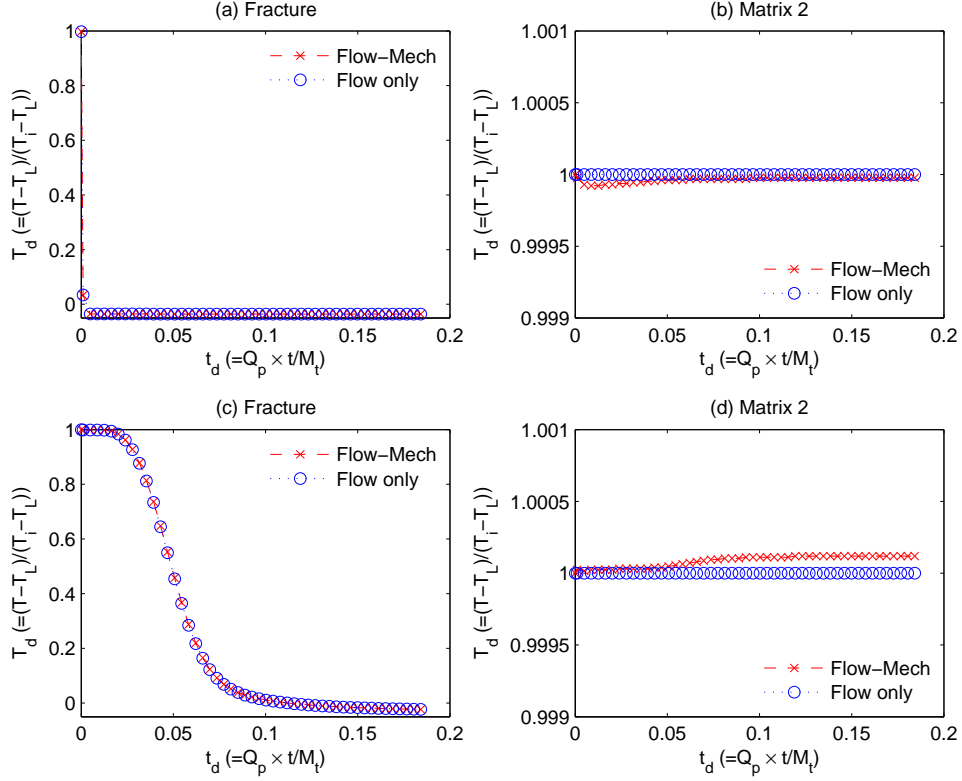 (a) Fracture
T_d (=(T−T_L)/(T_i−T_L))
1
0.8
0.6
0.4
0.2
0
Flow−Mech
Flow only
0
0.05
0.1
0.15
0.2
t_d (=Q_p × t/M_t)
(b) Matrix 2
T_d (=(T−T_L)/(T_i−T_L))
1.001
1.0005
1
0.9995
0.999
Flow−Mech
Flow only
0
0.05
0.1
0.15
0.2
t_d (=Q_p × t/M_t)
(c) Fracture
T_d (=(T−T_L)/(T_i−T_L))
1
0.8
0.6
0.4
0.2
0
Flow−Mech
Flow only
0
0.05
0.1
0.15
0.2
t_d (=Q_p × t/M_t)
(d) Matrix 2
T_d (=(T−T_L)/(T_i−T_L))
1.001
1.0005
1
0.9995
0.999
Flow−Mech
Flow only
0
0.05
0.1
0.15
0.2
t_d (=Q_p × t/M_t)